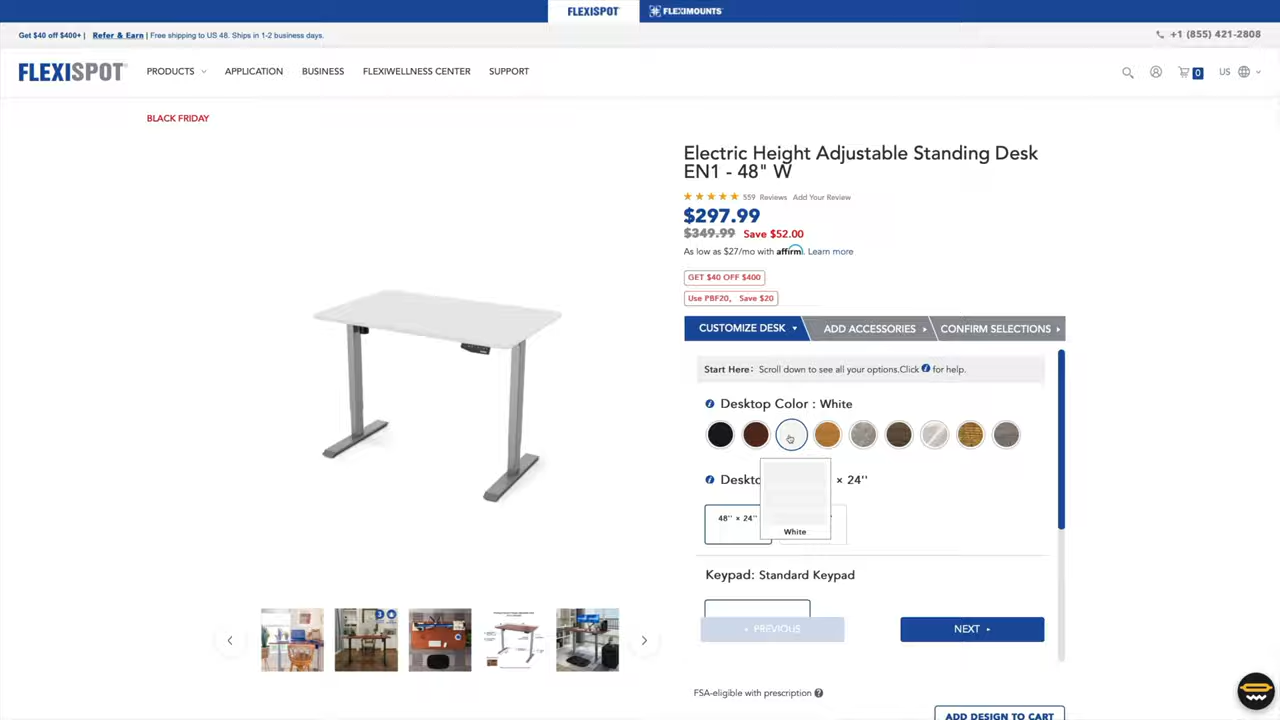 FLEXISPOT
FLEXIMOUNTS
Get $40 off $400+ | Refer & Earn | Free shipping to US 48. Ships in 1-2 business days.
+1 (855) 421-2808
FLEXISPOT
PRODUCTS
APPLICATION
BUSINESS
FLEXIWELLNESS CENTER
SUPPORT
0
US
BLACK FRIDAY
Electric Height Adjustable Standing Desk
EN1 - 48" W
559 Reviews Add Your Review
$297.99
$349.99 Save $52.00
As low as $27/mo with affirm. Learn more
GET $40 OFF $400
Use PBF20, Save $20
CUSTOMIZE DESK
ADD ACCESSORIES
CONFIRM SELECTIONS
Start Here: Scroll down to see all your options.Click i for help.
Desktop Color : White
× 24''
48'' × 24''
White
Keypad: Standard Keypad
PREVIOUS
NEXT
FSA-eligible with prescription ?
ADD DESIGN TO CART